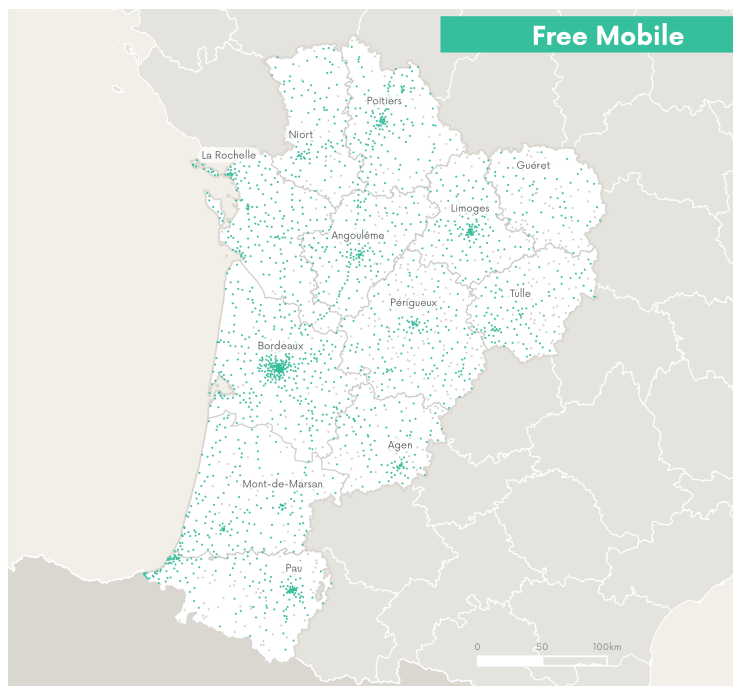 Free Mobile
Poitiers
Niort
La Rochelle
Guéret
Limoges
Angoulême
Tulle
Périgueux
Bordeaux
Agen
Mont-de-Marsan
Pau
0 50 100km